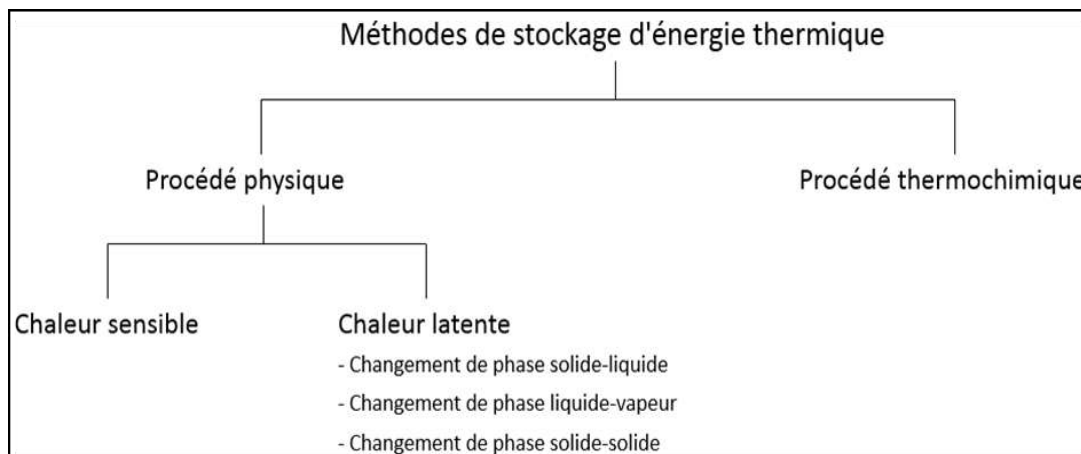 Méthodes de stockage d'énergie thermique
Procédé physique
Procédé thermochimique
Chaleur sensible
Chaleur latente
- Changement de phase solide-liquide
- Changement de phase liquide-vapeur
- Changement de phase solide-solide